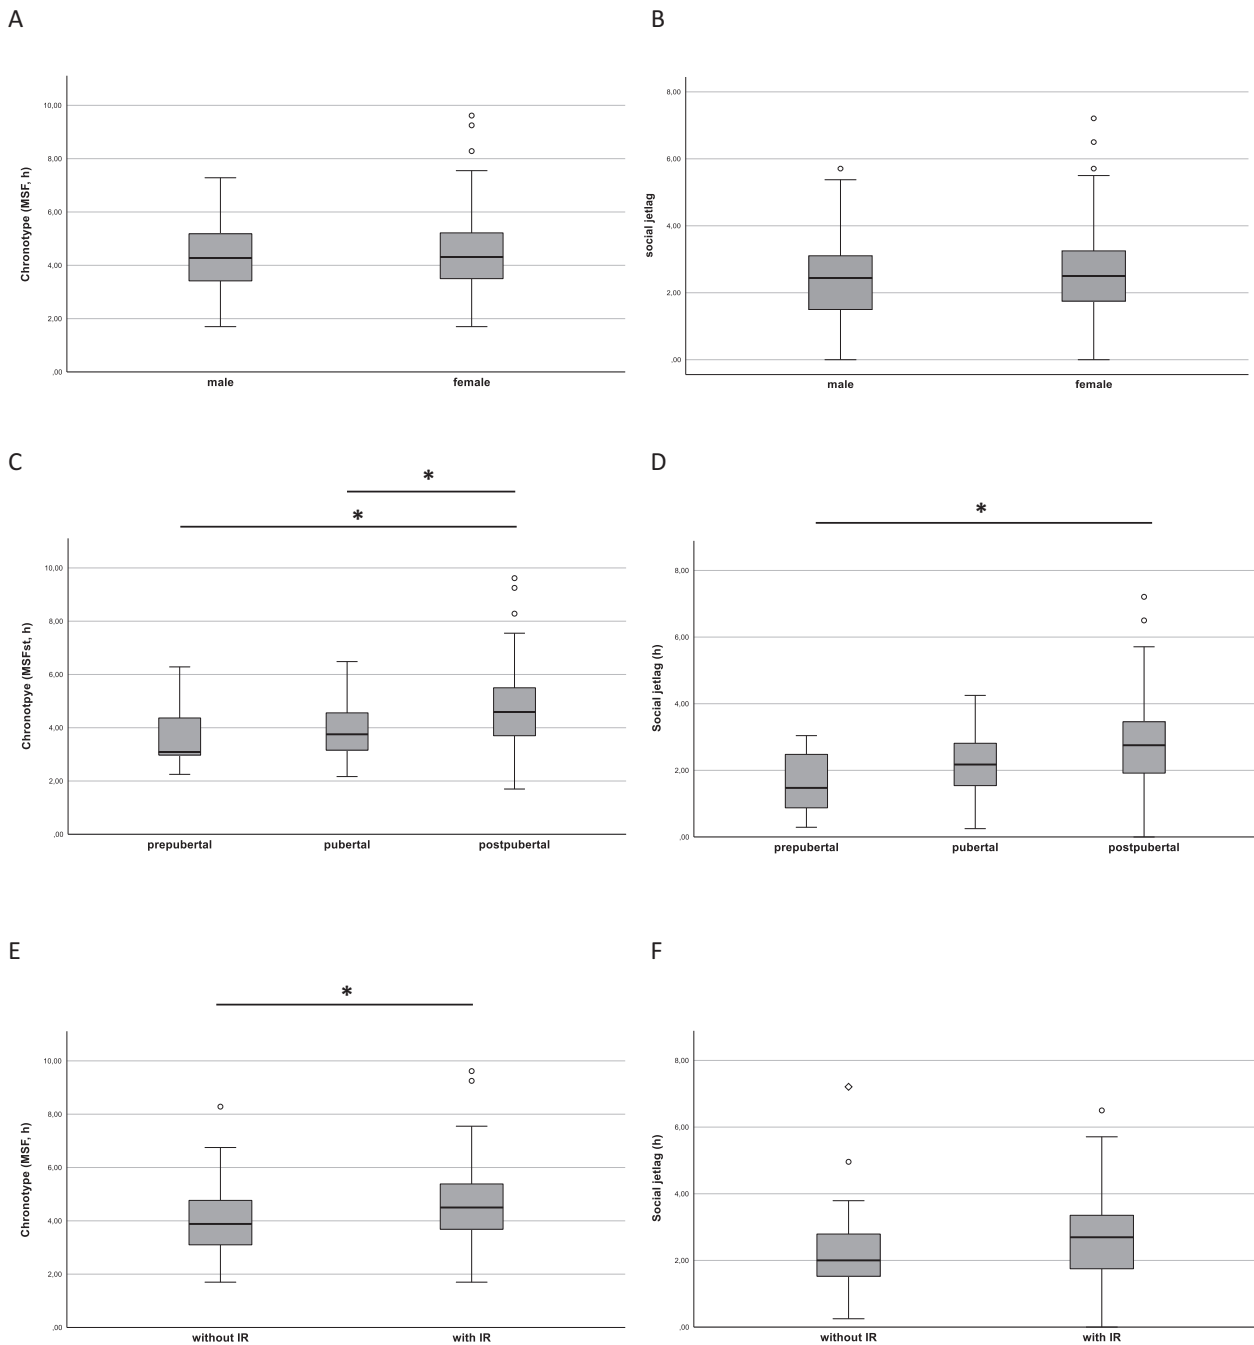 A
Chronotype (MSF, h)
10,00
8,00
6,00
4,00
2,00
,00
male
female
B
social jetlag
8,00
6,00
4,00
2,00
,00
male
female
C
*
*
Chronotpye (MSFst, h)
10,00
8,00
6,00
4,00
2,00
,00
prepubertal
pubertal
postpubertal
D
*
Social jetlag (h)
8,00
6,00
4,00
2,00
,00
prepubertal
pubertal
postpubertal
E
*
Chronotype (MSF, h)
10,00
8,00
6,00
4,00
2,00
,00
without IR
with IR
F
Social jetlag (h)
8,00
6,00
4,00
2,00
,00
without IR
with IR